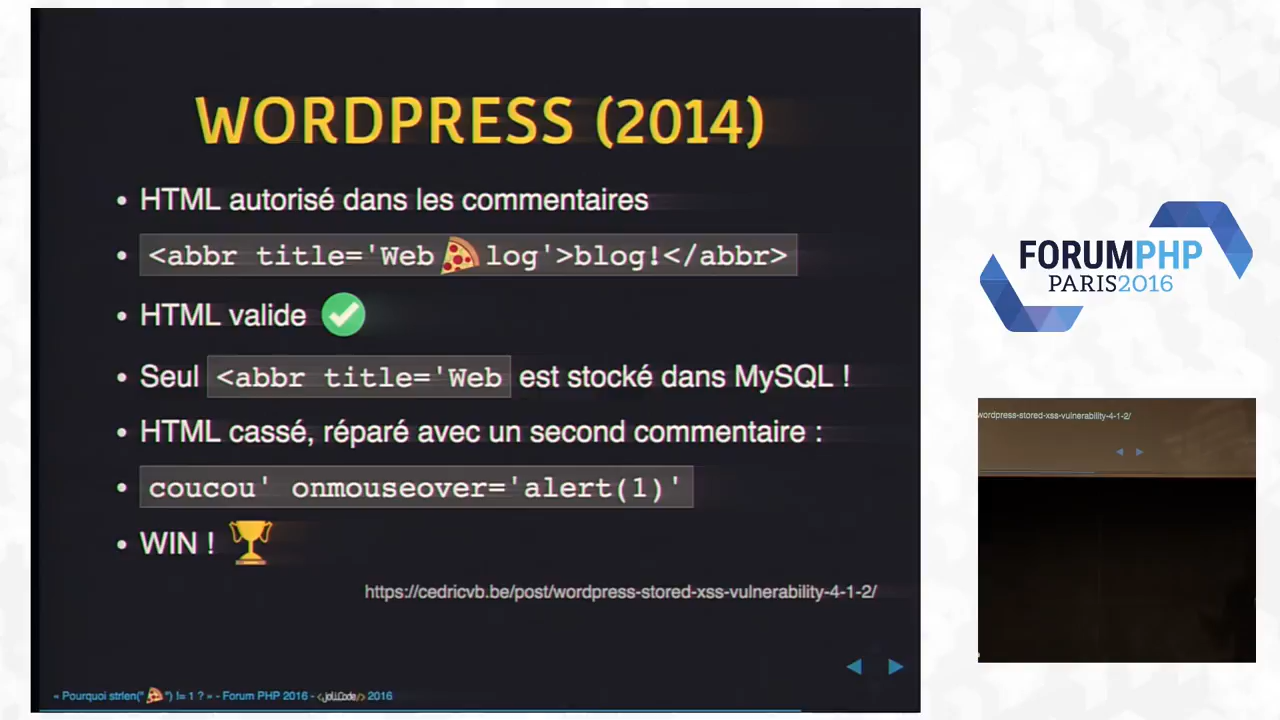 WORDPRESS (2014)
• HTML autorisé dans les commentaires
• <abbr title='Web🍕log'>blog!</abbr>
• HTML valide ✅
• Seul <abbr title='Web est stocké dans MySQL !
• HTML cassé, réparé avec un second commentaire :
• coucou' onmouseover='alert(1)'
• WIN ! 🏆
https://cedricvb.be/post/wordpress-stored-xss-vulnerability-4-1-2/
« Pourquoi strlen("🍕") != 1 ? » - Forum PHP 2016 - </joliCode/> 2016
FORUMPHP
PARIS2016
wordpress-stored-xss-vulnerability-4-1-2/